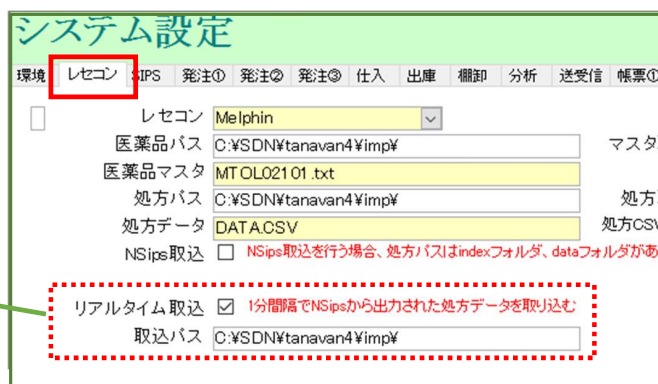 システム設定
環境 レセコン SIPS 発注① 発注② 発注③ 仕入 出庫 棚卸 分析 送受信 帳票①
レセコン Melphin
医薬品パス C:¥SDN¥tanavan4¥imp¥ マスタ
医薬品マスタ MTOL02101.txt
処方パス C:¥SDN¥tanavan4¥imp¥ 処方
処方データ DATA.CSV 処方CSV
NSips取込 NSips取込を行う場合、処方パスはindexフォルダ、dataフォルダがあ
リアルタイム取込 1分間隔でNSipsから出力された処方データを取り込む
取込パス C:¥SDN¥tanavan4¥imp¥